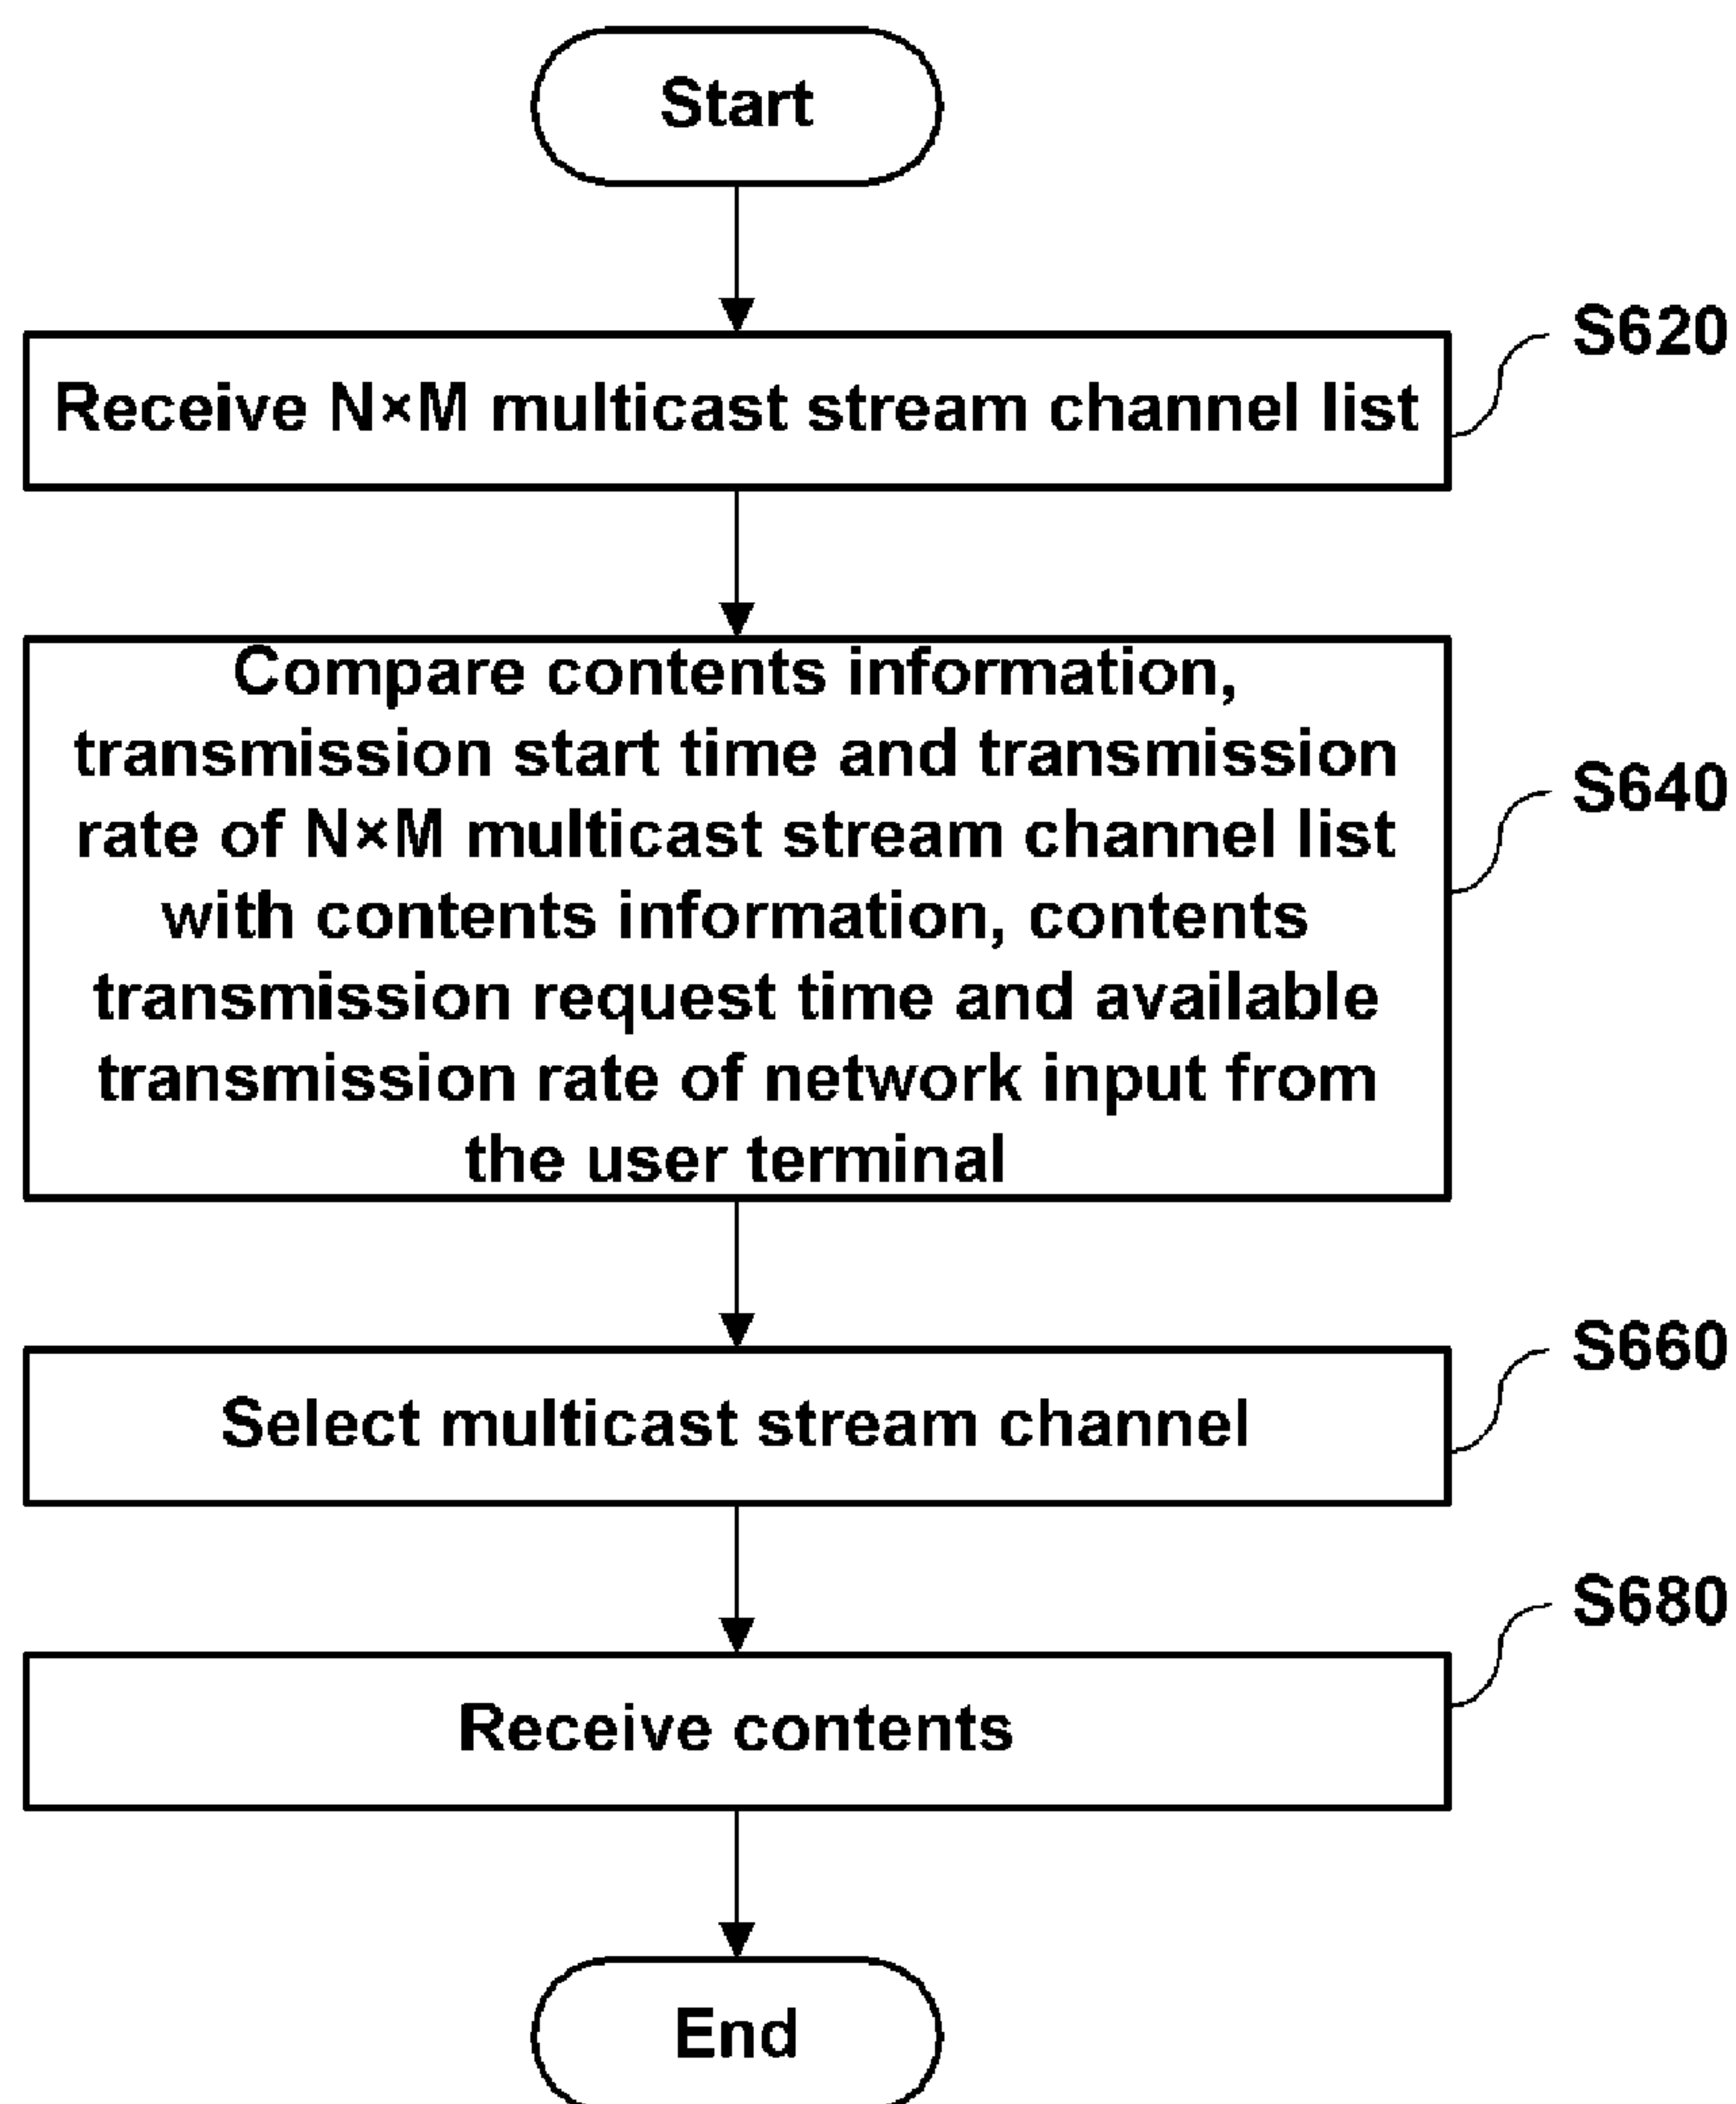 Start
S620
Receive N×M multicast stream channel list
Compare contents information,
transmission start time and transmission
rate of N×M multicast stream channel list
with contents information, contents
transmission request time and available
transmission rate of network input from
the user terminal
S640
S660
Select multicast stream channel
S680
Receive contents
End